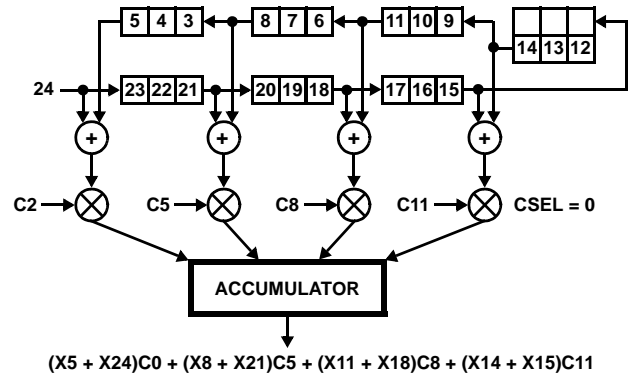 5 4 3 8 7 6 11 10 9
14 13 12
24 23 22 21 20 19 18 17 16 15
+ + + +
C2 C5 C8 C11 CSEL = 0
ACCUMULATOR
(X5 + X24)C0 + (X8 + X21)C5 + (X11 + X18)C8 + (X14 + X15)C11